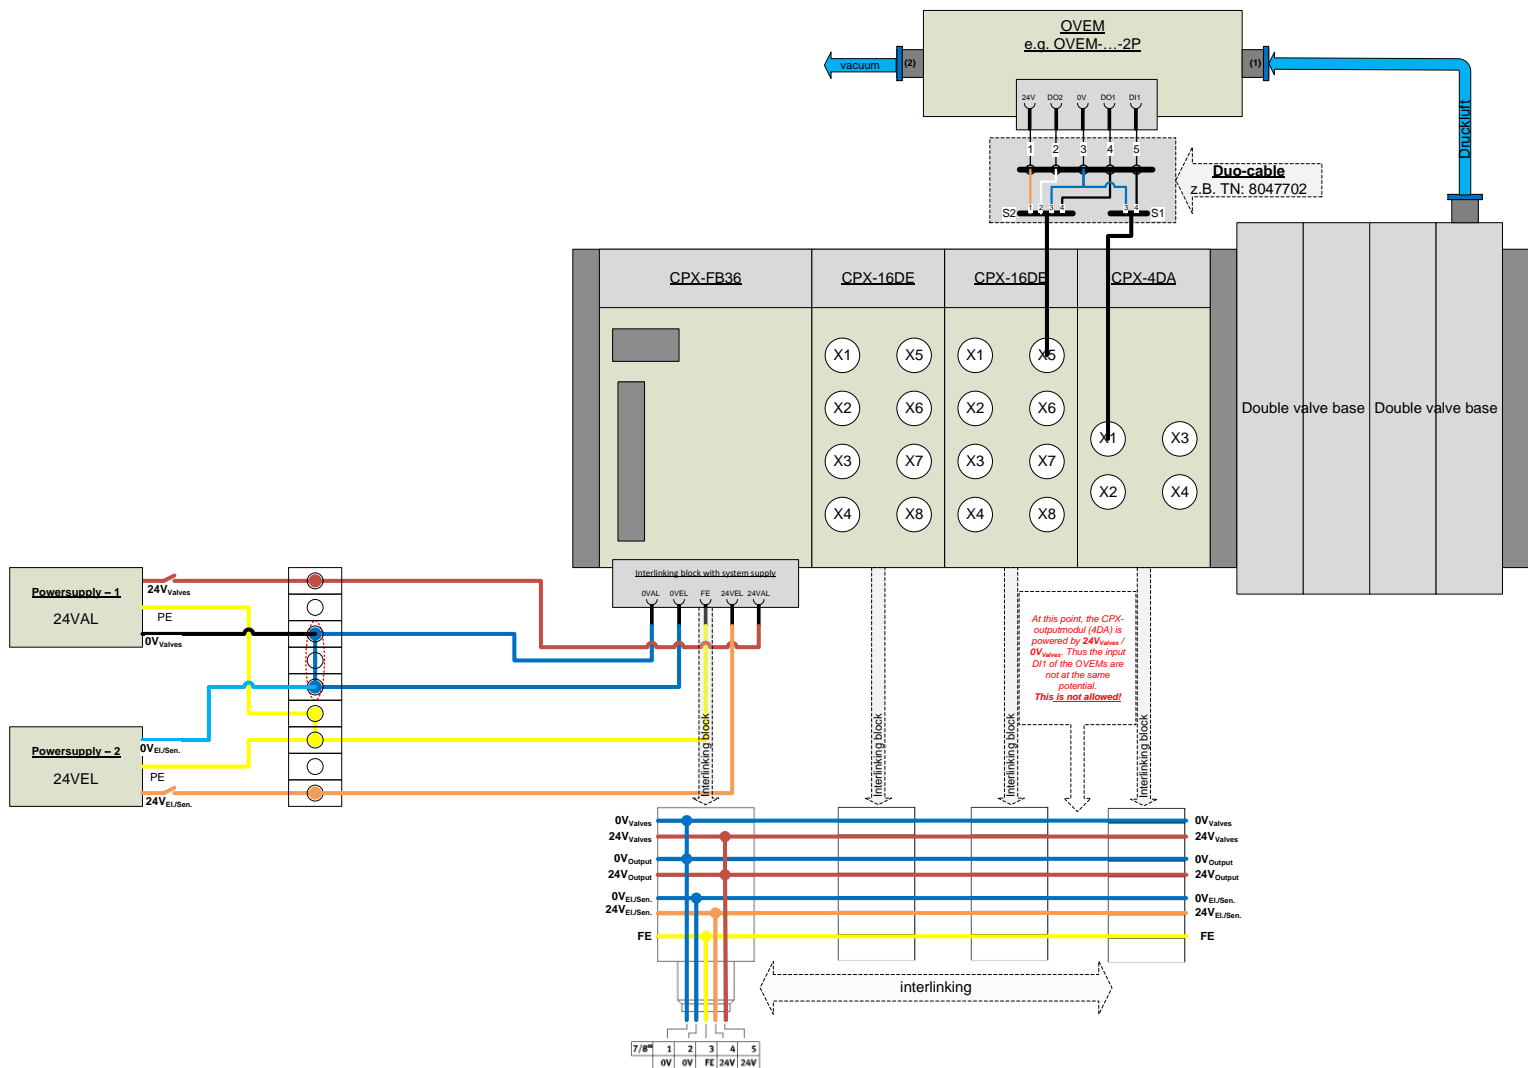 OVEM
e.g. OVEM-...-2P
vacuum
(2)
(1)
Druckluft
24V DO2 0V DO1 DI1
1 2 3 4 5
Duo-cable
z.B. TN: 8047702
S2 1 2 3 4 3 4 S1
CPX-FB36 CPX-16DE CPX-16DE CPX-4DA
X1 X5 X1 X5
X2 X6 X1 X6
X3 X7 X3 X7
X4 X8 X4 X8
X1 X3
X2 X4
Double valve base Double valve base
Interlinking block with system supply
0VAL 0VEL FE 24VEL 24VAL
Powersupply – 1
24VAL
24VValves
PE
0VValves
Powersupply – 2
24VEL
0VEl./Sen.
PE
24VEl./Sen.
At this point, the CPX-
outputmodul (4DA) is
powered by 24VValves /
0VValves. Thus the input
DI1 of the OVEMs are
not at the same
potential.
This is not allowed!
Interlinking block
Interlinking block
Interlinking block
Interlinking block
0VValves 0VValves
24VValves 24VValves
0VOutput 0VOutput
24VOutput 24VOutput
0VEl./Sen. 0VEl./Sen.
24VEl./Sen. 24VEl./Sen.
FE FE
interlinking
7/8" 1 2 3 4 5
0V 0V FE 24V 24V